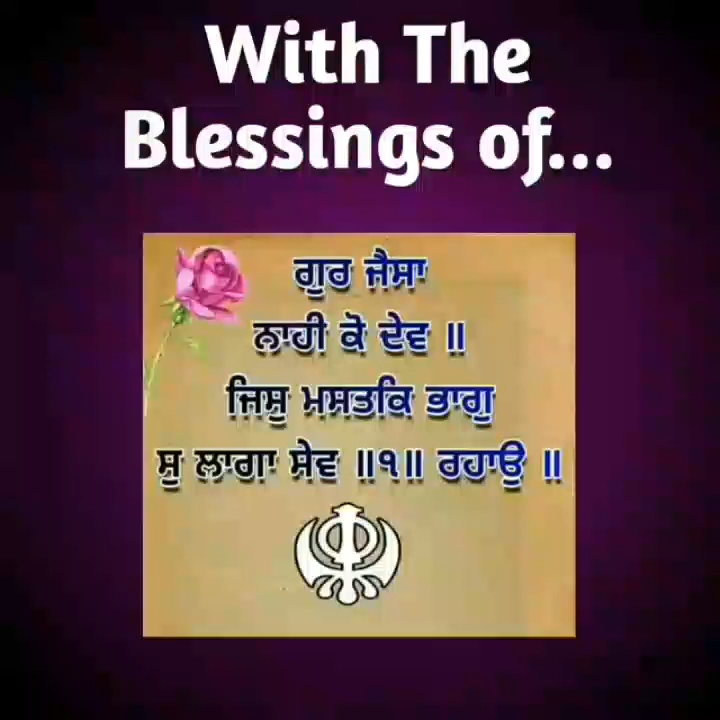 With The
Blessings of...
ਗੁਰ ਜੈਸਾ
ਨਾਹੀ ਕੋ ਦੇਵ ॥
ਜਿਸੁ ਮਸਤਕਿ ਭਾਗੁ
ਸੁ ਲਾਗਾ ਸੇਵ ॥੧॥ ਰਹਾਉ ॥